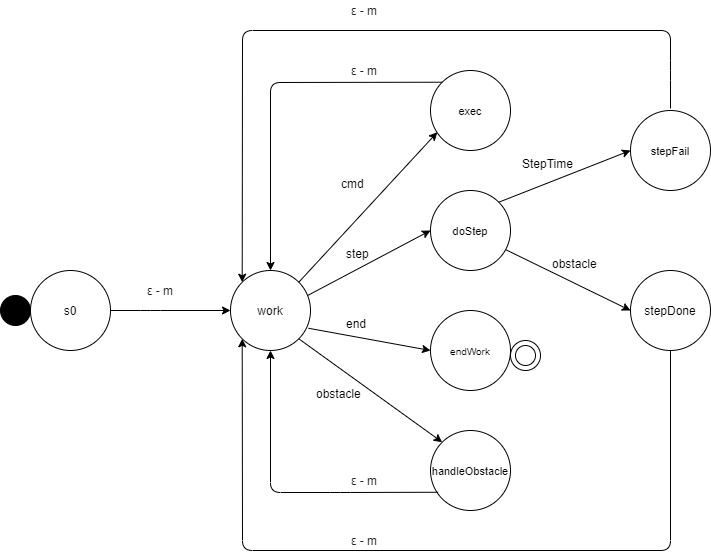 ε - m
ε - m
exec
StepTime
stepFail
cmd
doStep
step
obstacle
ε - m
s0
work
stepDone
end
endWork
obstacle
handleObstacle
ε - m
ε - m